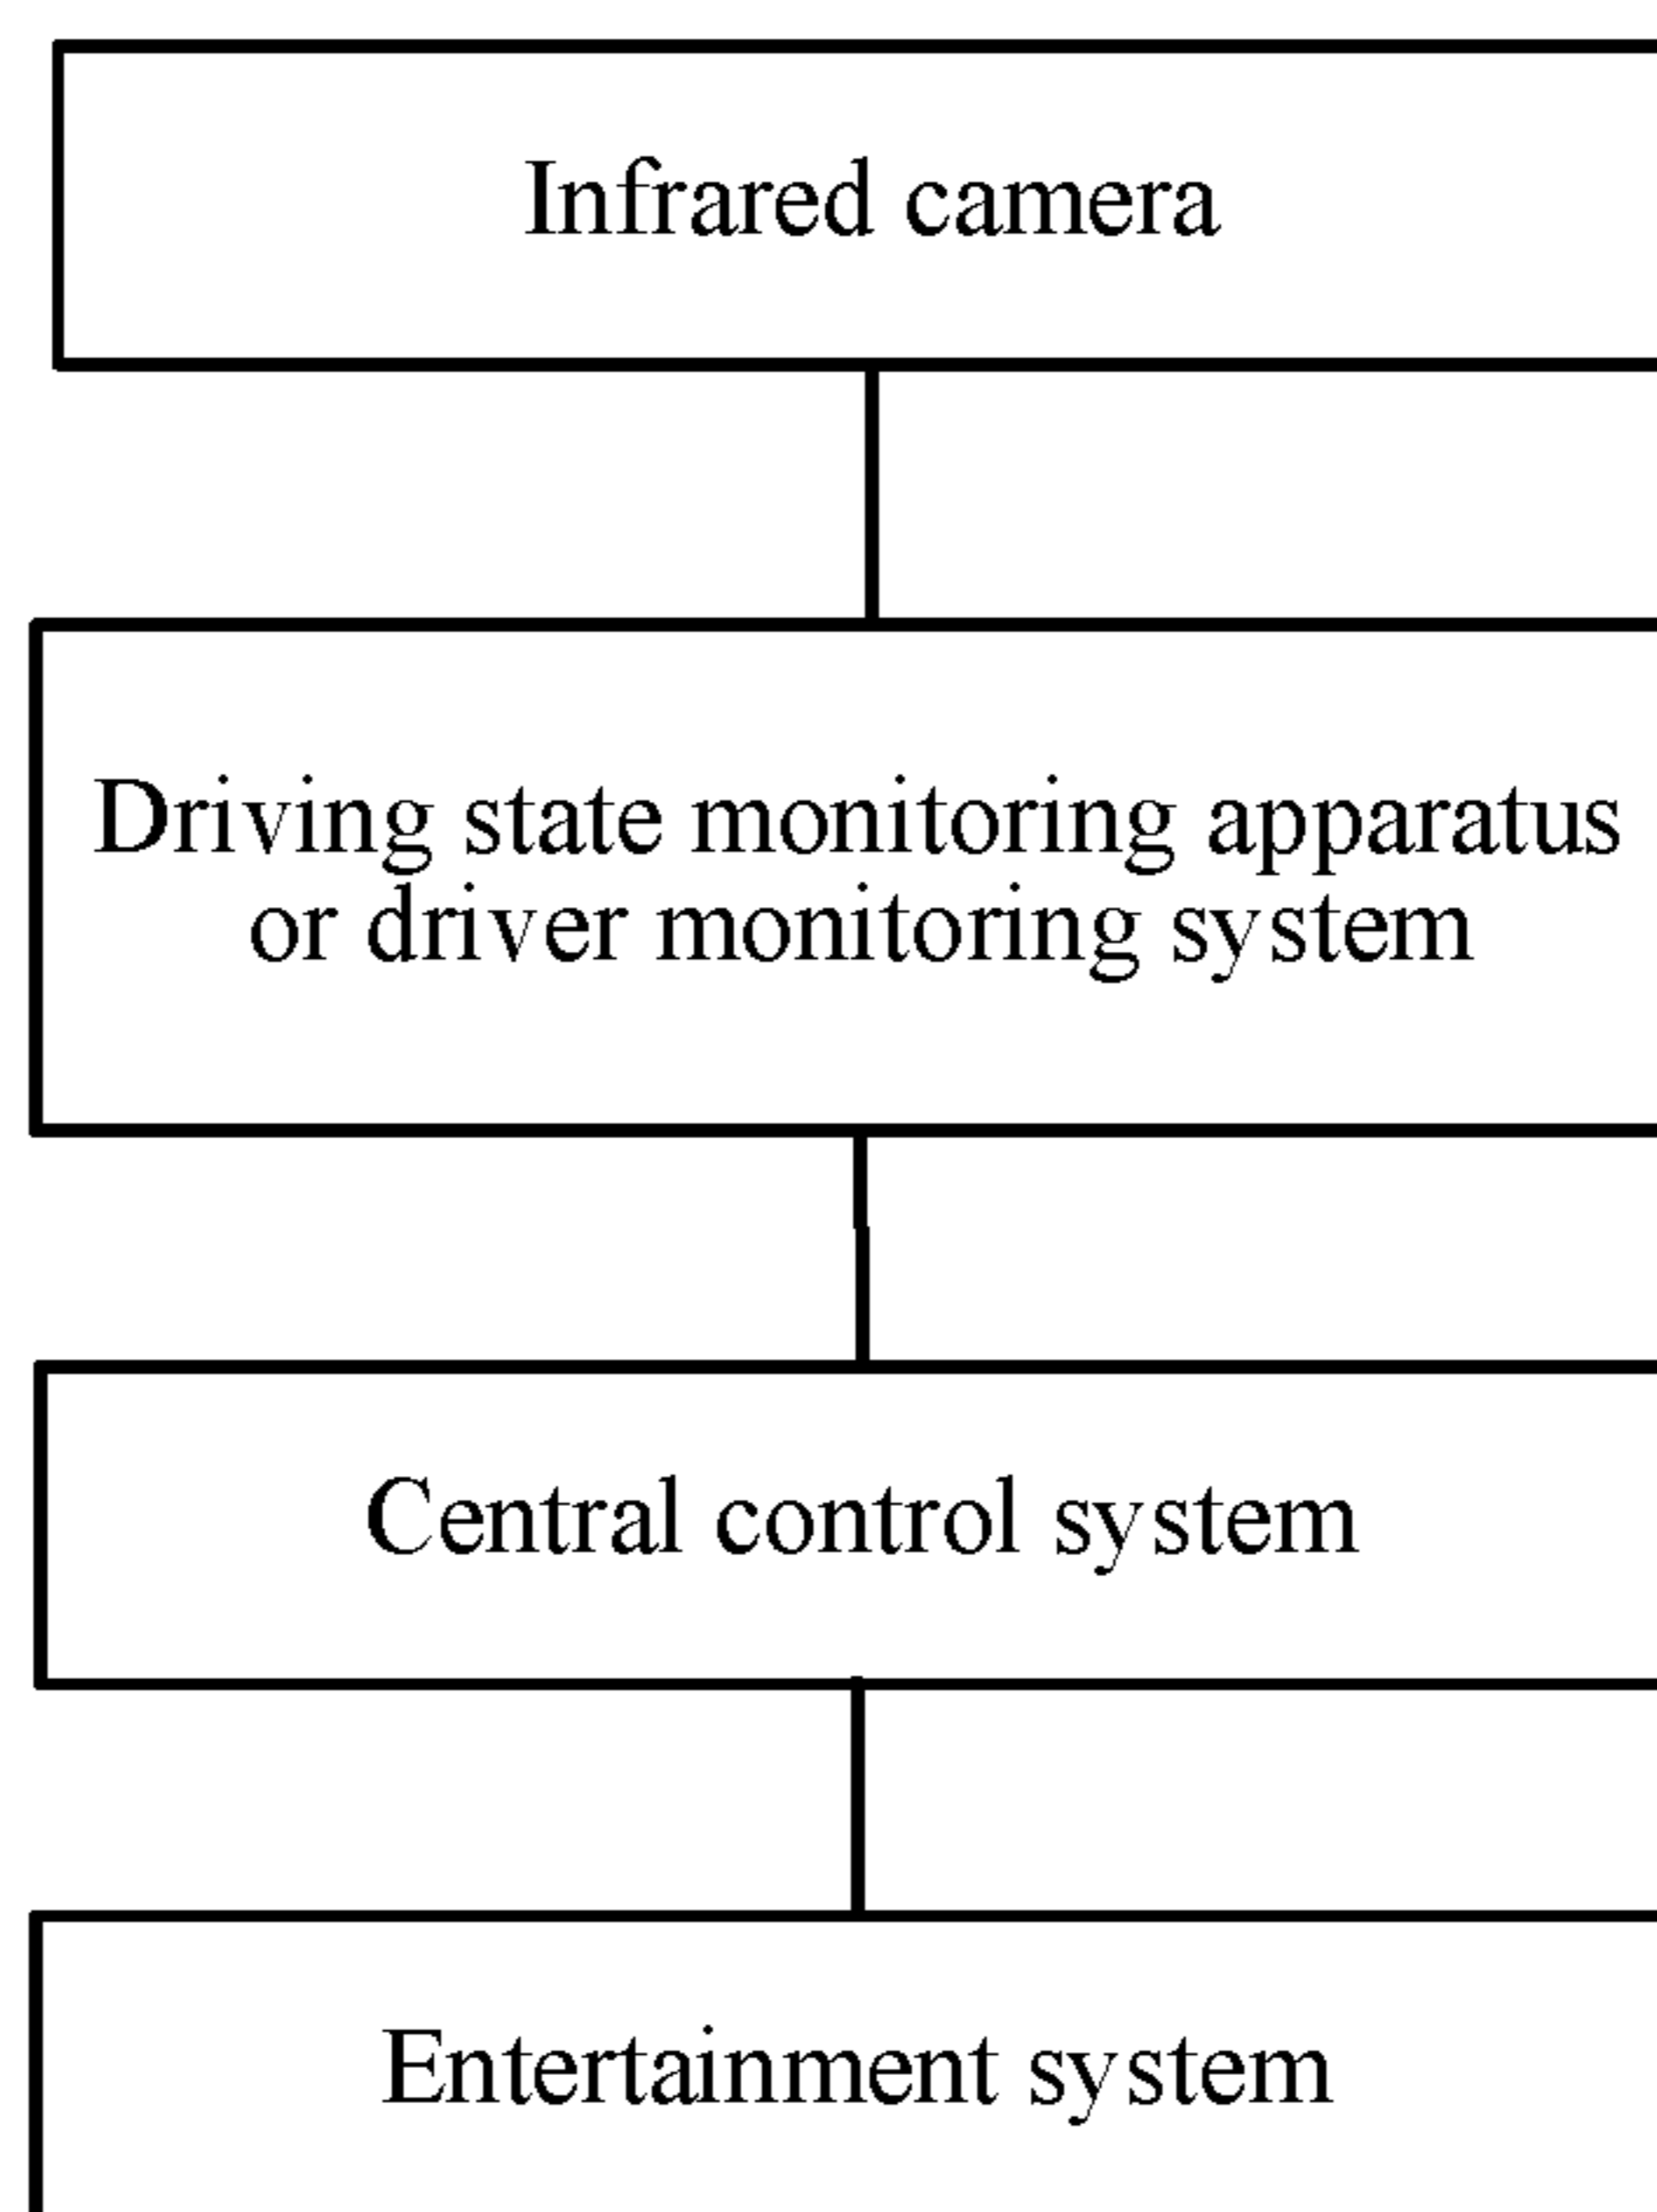 Infrared camera
Driving state monitoring apparatus
or driver monitoring system
Central control system
Entertainment system